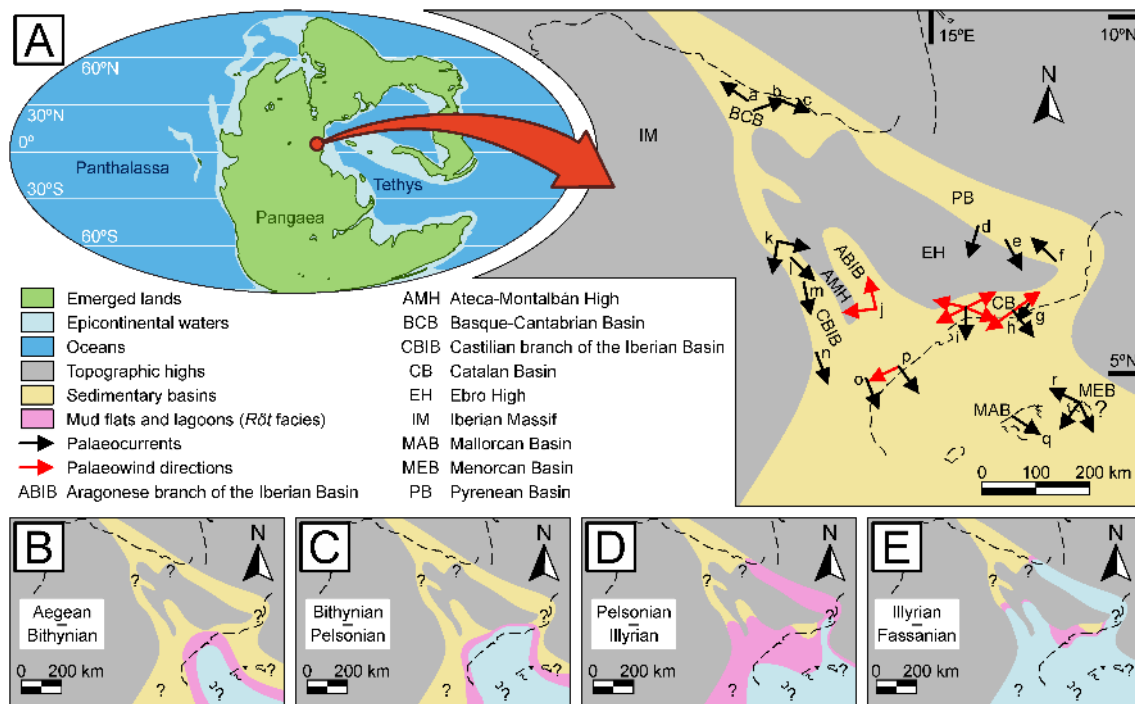 A
60ºN
30ºN
0º
30ºS
60ºS
Panthalassa
Pangaea
Tethys
15ºE
10ºN
5ºN
N
IM
BCB
a
b
c
PB
EH
d
e
f
k
l
m
n
ABIB
AMH
CBIB
j
CB
g
h
i
o
p
r
MEB
?
MAB
q
0 100 200 km
Emerged lands
Epicontinental waters
Oceans
Topographic highs
Sedimentary basins
Mud flats and lagoons (Röt facies)
Palaeocurrents
Palaeowind directions
ABIB Aragonese branch of the Iberian Basin
AMH Ateca-Montalbán High
BCB Basque-Cantabrian Basin
CBIB Castilian branch of the Iberian Basin
CB Catalan Basin
EH Ebro High
IM Iberian Massif
MAB Mallorcan Basin
MEB Menorcan Basin
PB Pyrenean Basin
B
N
?
?
Aegean
–
Bithynian
0 200 km
?
?
?
C
N
?
?
Bithynian
–
Pelsonian
0 200 km
?
?
?
D
N
?
?
Pelsonian
–
Illyrian
0 200 km
?
?
?
E
N
?
?
Illyrian
–
Fassanian
0 200 km
?
?
?